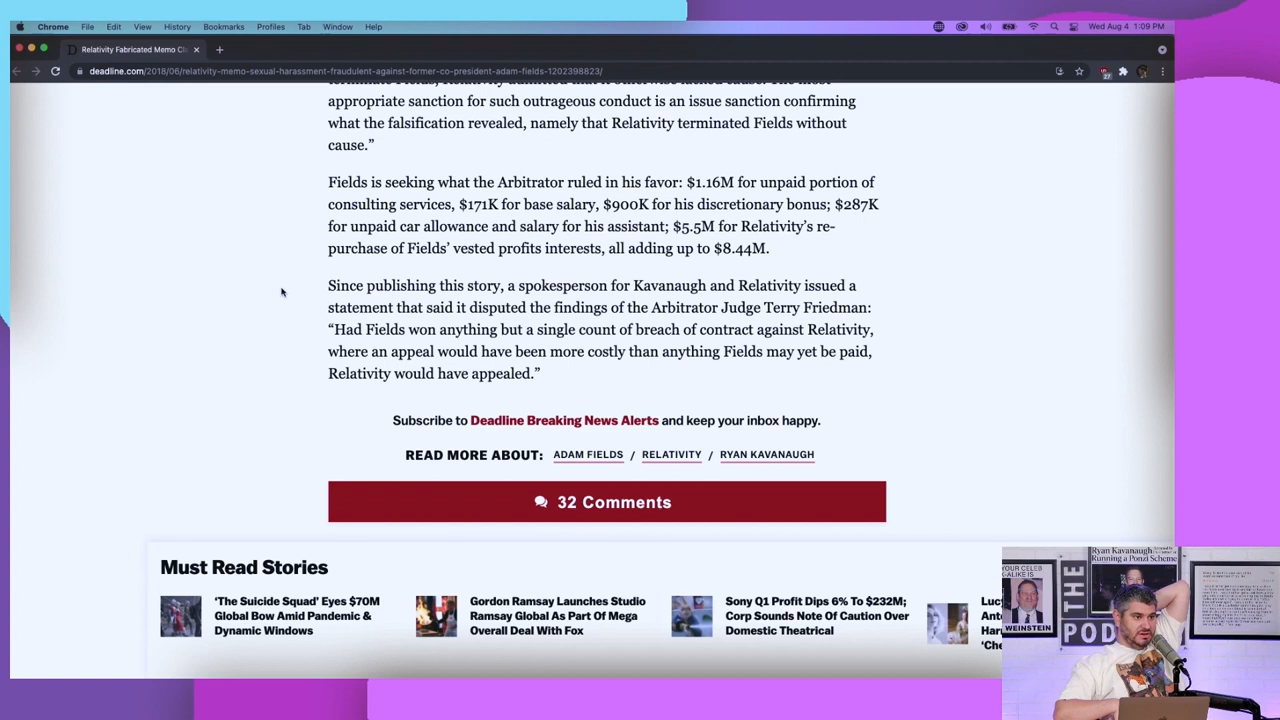 Chrome File Edit View History Bookmarks Profiles Tab Window Help
Wed Aug 4 1:09 PM
Relativity Fabricated Memo Cl
deadline.com/2018/06/relativity-memo-sexual-harassment-fraudulent-against-former-co-president-adam-fields-1202398823/
27
appropriate sanction for such outrageous conduct is an issue sanction confirming
what the falsification revealed, namely that Relativity terminated Fields without
cause.”
Fields is seeking what the Arbitrator ruled in his favor: $1.16M for unpaid portion of
consulting services, $171K for base salary, $900K for his discretionary bonus; $287K
for unpaid car allowance and salary for his assistant; $5.5M for Relativity’s re-
purchase of Fields’ vested profits interests, all adding up to $8.44M.
Since publishing this story, a spokesperson for Kavanaugh and Relativity issued a
statement that said it disputed the findings of the Arbitrator Judge Terry Friedman:
“Had Fields won anything but a single count of breach of contract against Relativity,
where an appeal would have been more costly than anything Fields may yet be paid,
Relativity would have appealed.”
Subscribe to Deadline Breaking News Alerts and keep your inbox happy.
READ MORE ABOUT: ADAM FIELDS / RELATIVITY / RYAN KAVANAUGH
32 Comments
Must Read Stories
‘The Suicide Squad’ Eyes $70M
Global Bow Amid Pandemic &
Dynamic Windows
Gordon Ramsay Launches Studio
Ramsay Global As Part Of Mega
Overall Deal With Fox
Sony Q1 Profit Dips 6% To $232M;
Corp Sounds Note Of Caution Over
Domestic Theatrical
Luc
Ant
Har
‘Che
YOUR CELEB
K-ALIKE IS
WEINSTEIN
Ryan Kavanaugh
Running a Ponzi Scheme
THE
POD